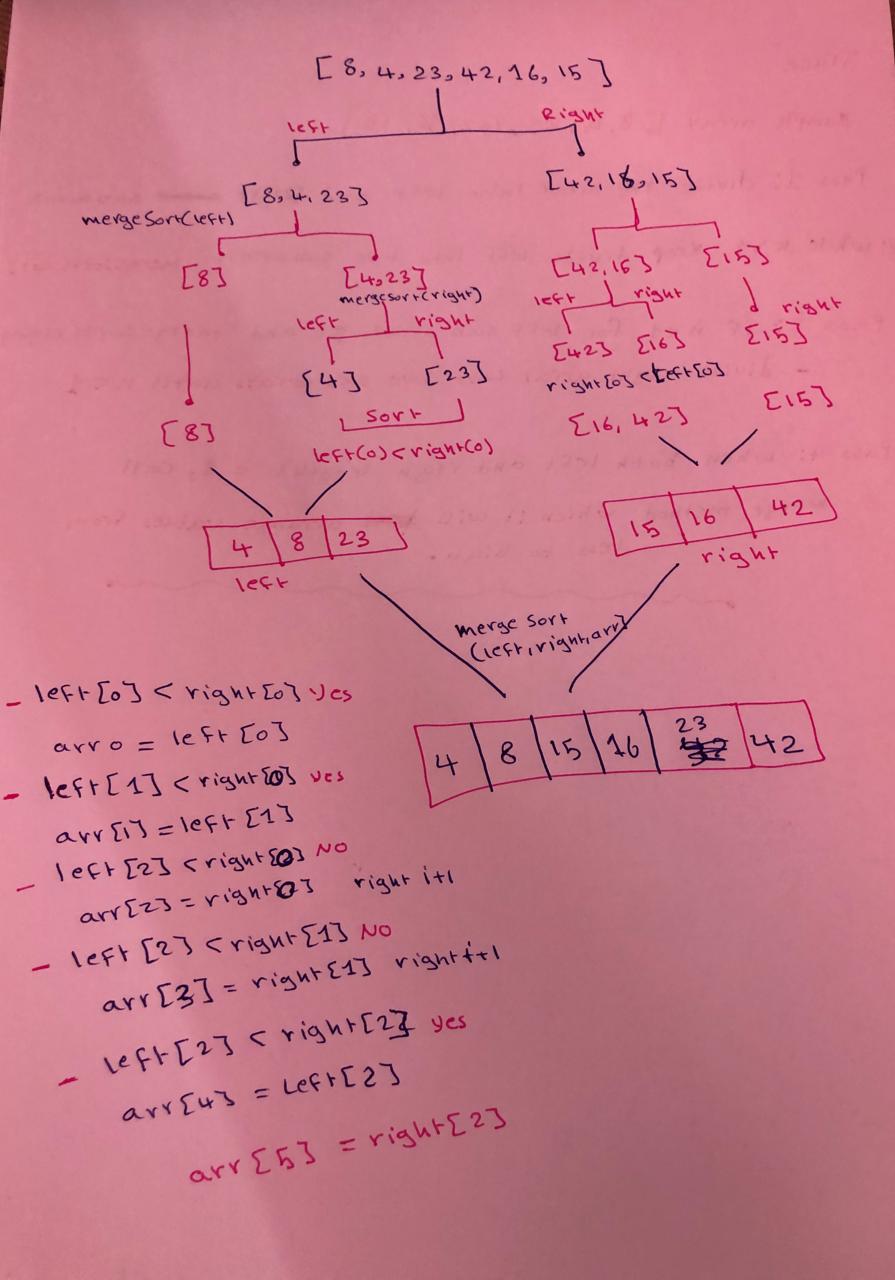 [8, 4, 23, 42, 16, 15]
left Right
[8, 4, 23] [42, 16, 15]
mergeSort(left)
[8] [4,23] [42,16] [15]
mergesort(right)
left right left right right
[42] [16] [15]
[4] [23]
right[0] < left[0]
[8] Sort [16, 42] [15]
left(0) < right(0)
4 8 23 15 16 42
left right
merge Sort
(left, right, arr)
- left[0] < right[0] yes
arr 0 = left [0]
4 8 15 16 23 42
- left [1] < right[0] yes
arr[1] = left [1]
- left [2] < right[0] NO
arr[2] = right[0] right i+1
- left [2] < right[1] NO
arr[3] = right[1] right i+1
- left[2] < right[2] yes
arr[4] = Left[2]
arr [5] = right[2]